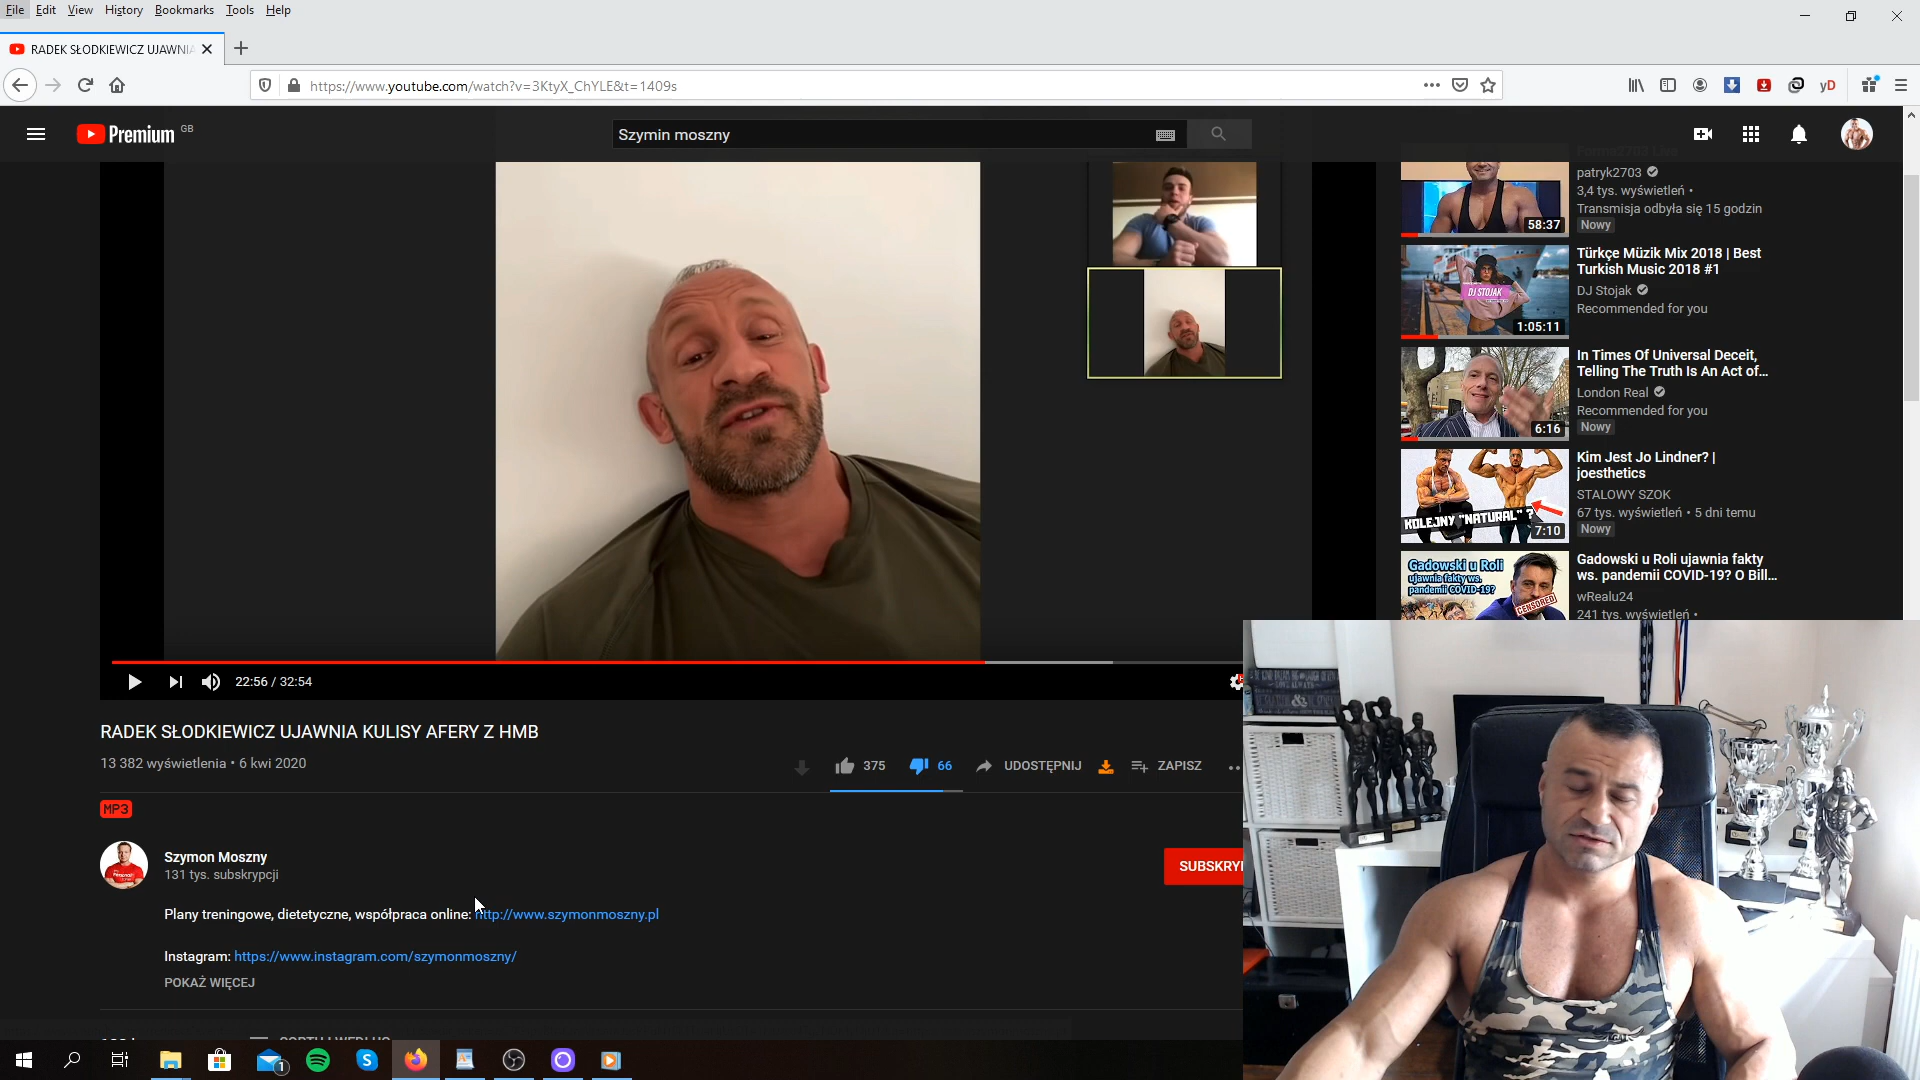 File Edit View History Bookmarks Tools Help
RADEK SŁODKIEWICZ UJAWNIA
https://www.youtube.com/watch?v=3KtyX_ChYLE&t=1409s
yD
Premium GB
Szymin moszny
patryk2703
3,4 tys. wyświetleń •
Transmisja odbyła się 15 godzin
Nowy
58:37
Türkçe Müzik Mix 2018 | Best
Turkish Music 2018 #1
DJ Stojak
Recommended for you
DJ STOJAK
1:05:11
In Times Of Universal Deceit,
Telling The Truth Is An Act of...
London Real
Recommended for you
Nowy
6:16
Kim Jest Jo Lindner? |
joesthetics
STALOWY SZOK
67 tys. wyświetleń • 5 dni temu
Nowy
KOLEJNY "NATURAL" ?
7:10
Gadowski u Roli ujawnia fakty
ws. pandemii COVID-19? O Bill...
wRealu24
241 tys. wyświetleń •
Gadowski u Roli
ujawnia fakty ws.
pandemii COVID-19?
CENSORED
22:56 / 32:54
RADEK SŁODKIEWICZ UJAWNIA KULISY AFERY Z HMB
13 382 wyświetlenia • 6 kwi 2020
375 66 UDOSTĘPNIJ ZAPISZ
MP3
Szymon Moszny
131 tys. subskrypcji
SUBSKRY
Plany treningowe, dietetyczne, współpraca online: http://www.szymonmoszny.pl
Instagram: https://www.instagram.com/szymonmoszny/
POKAŻ WIĘCEJ
1